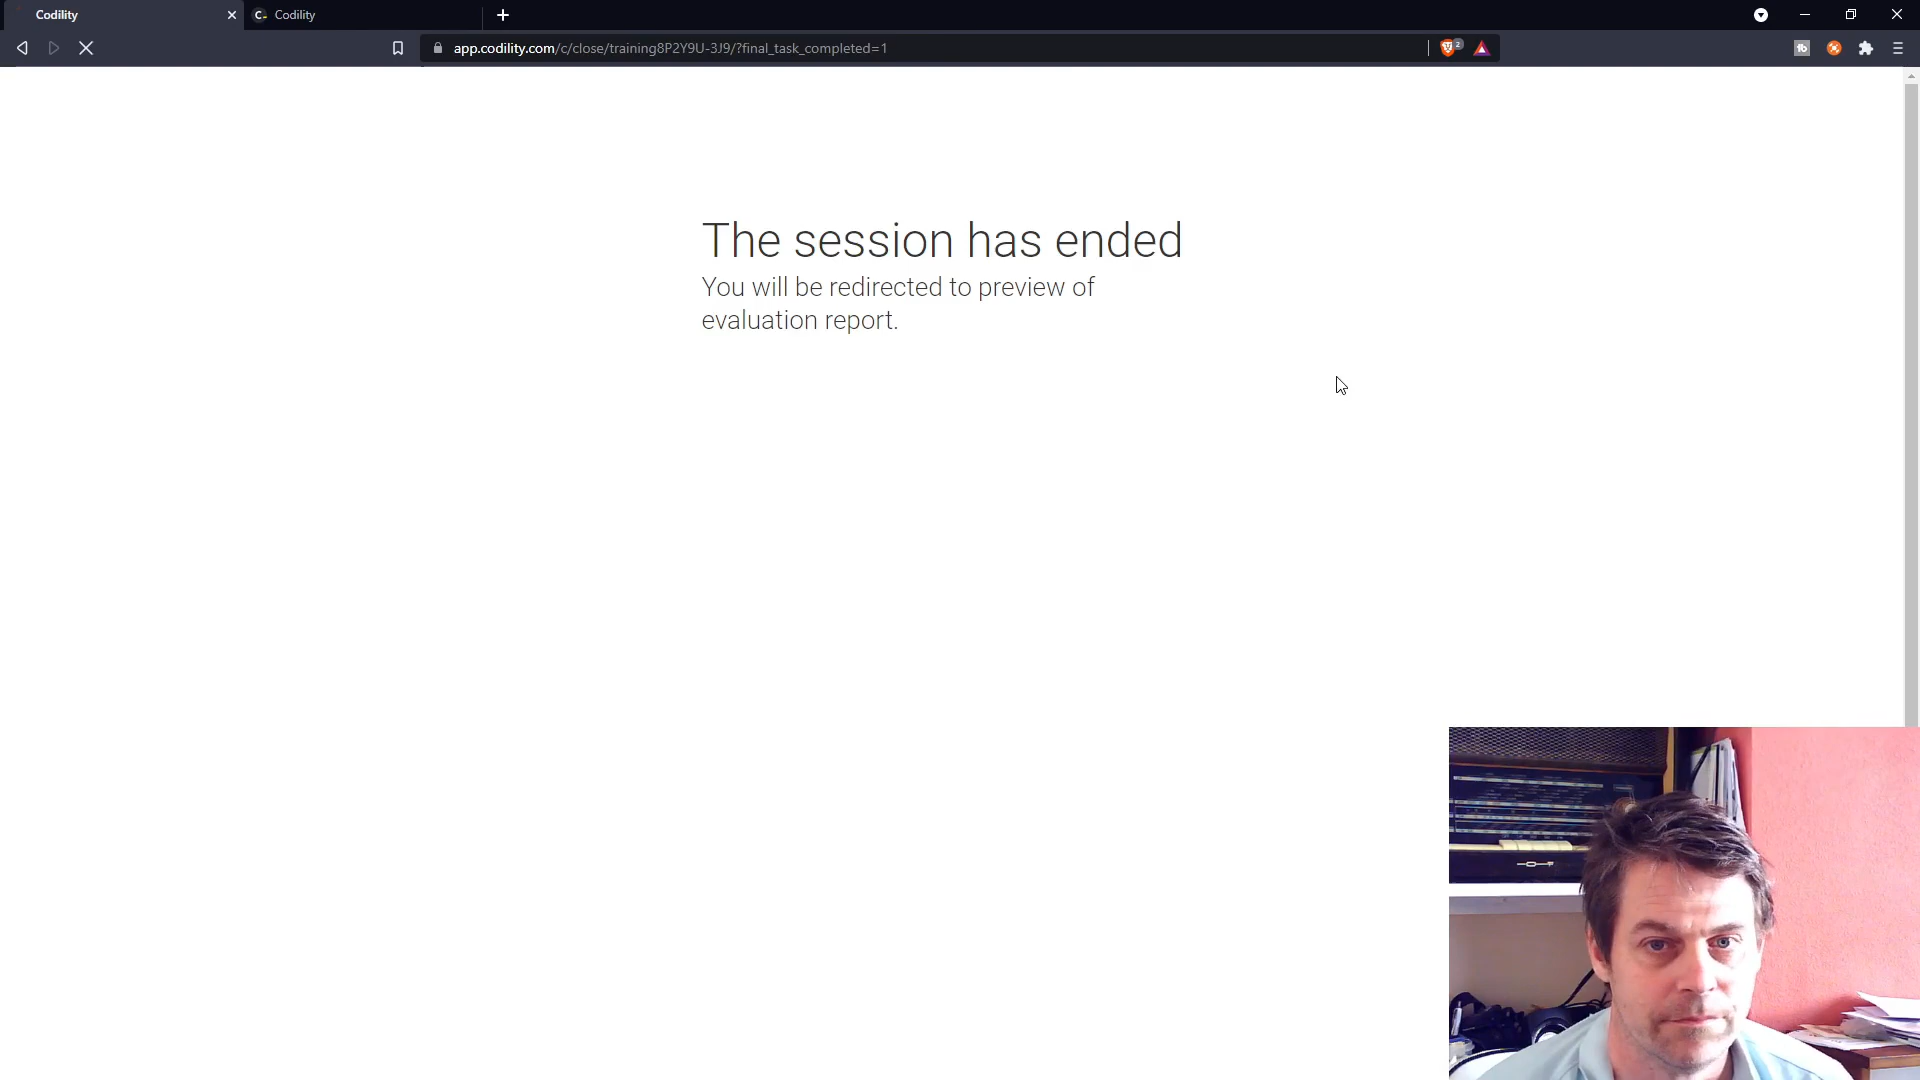 Codility
Codility
app.codility.com/c/close/training8P2Y9U-3J9/?final_task_completed=1
2
The session has ended
You will be redirected to preview of
evaluation report.